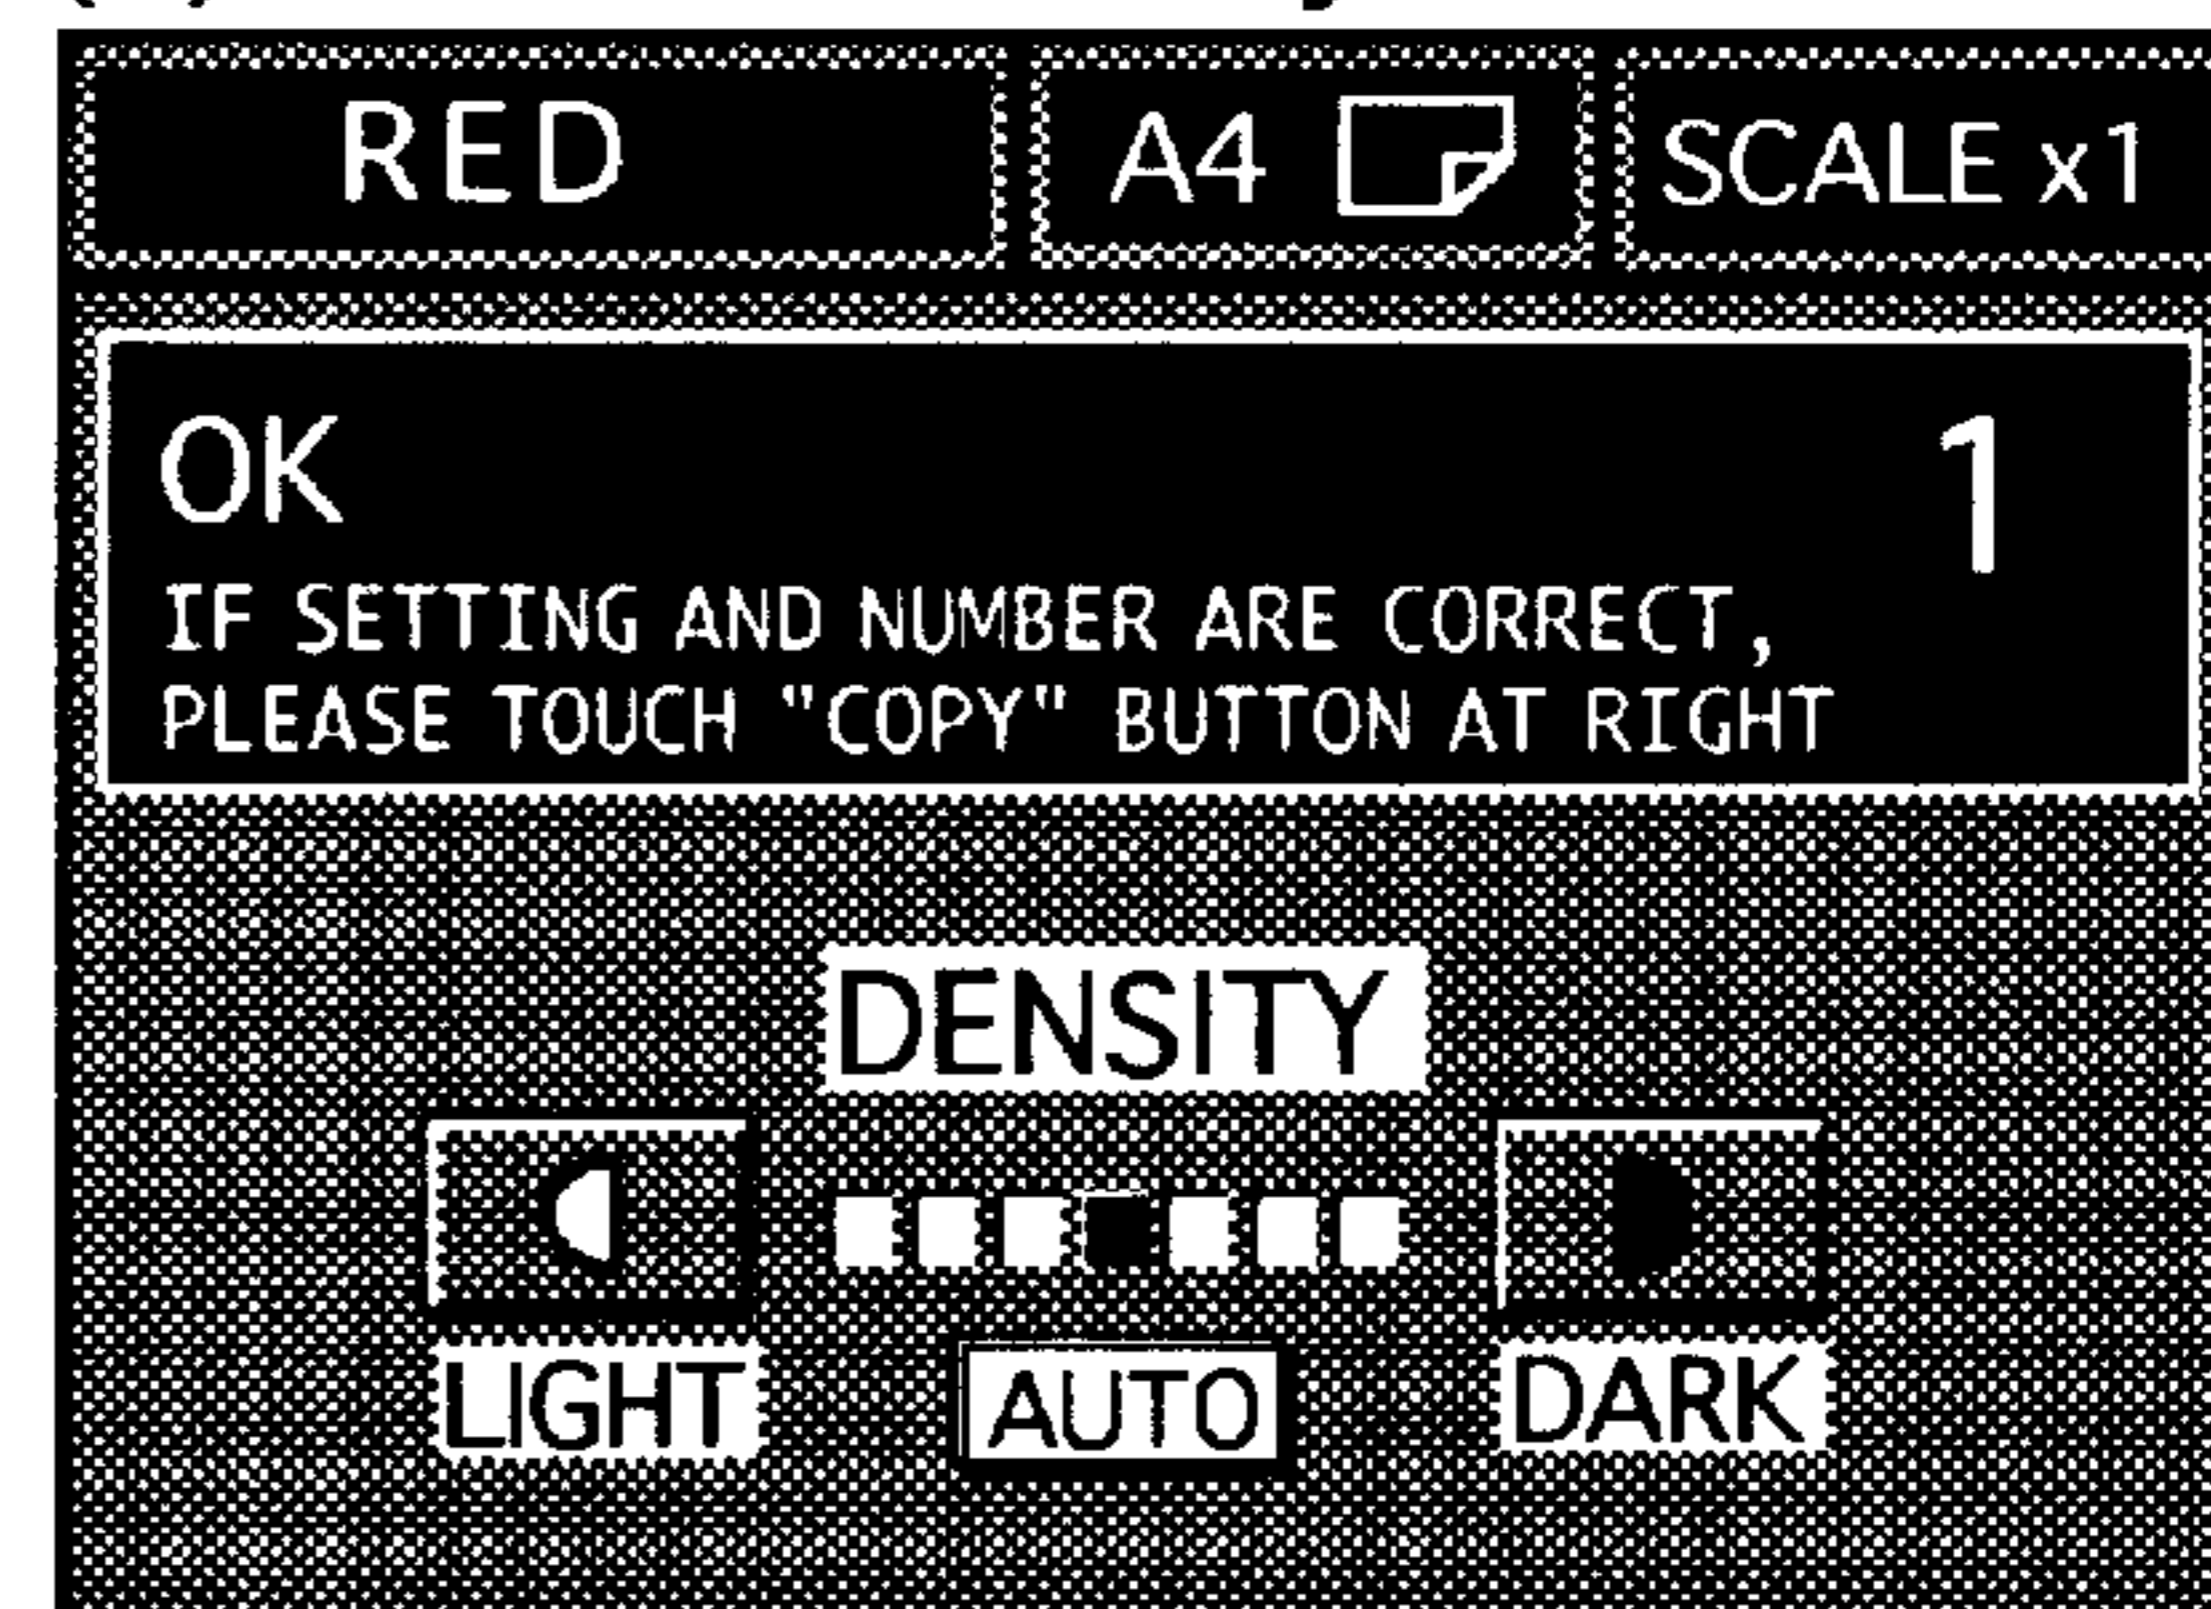 RED
A4
SCALE x1
OK
1
IF SETTING AND NUMBER ARE CORRECT,
PLEASE TOUCH "COPY" BUTTON AT RIGHT
DENSITY
LIGHT
AUTO
DARK